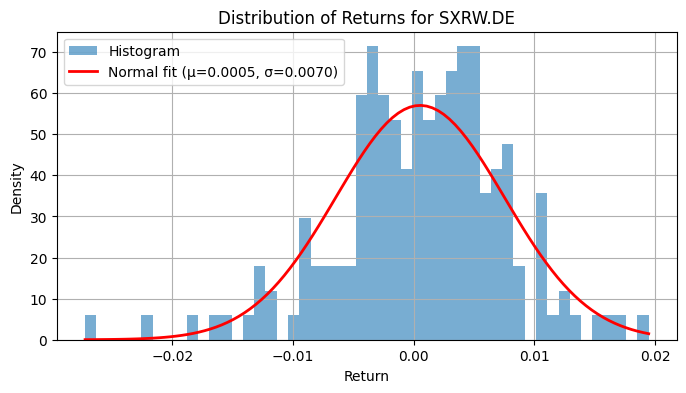 Distribution of Returns for SXRW.DE
Histogram
Normal fit (μ=0.0005, σ=0.0070)
Density
70
60
50
40
30
20
10
0
−0.02 −0.01 0.00 0.01 0.02
Return